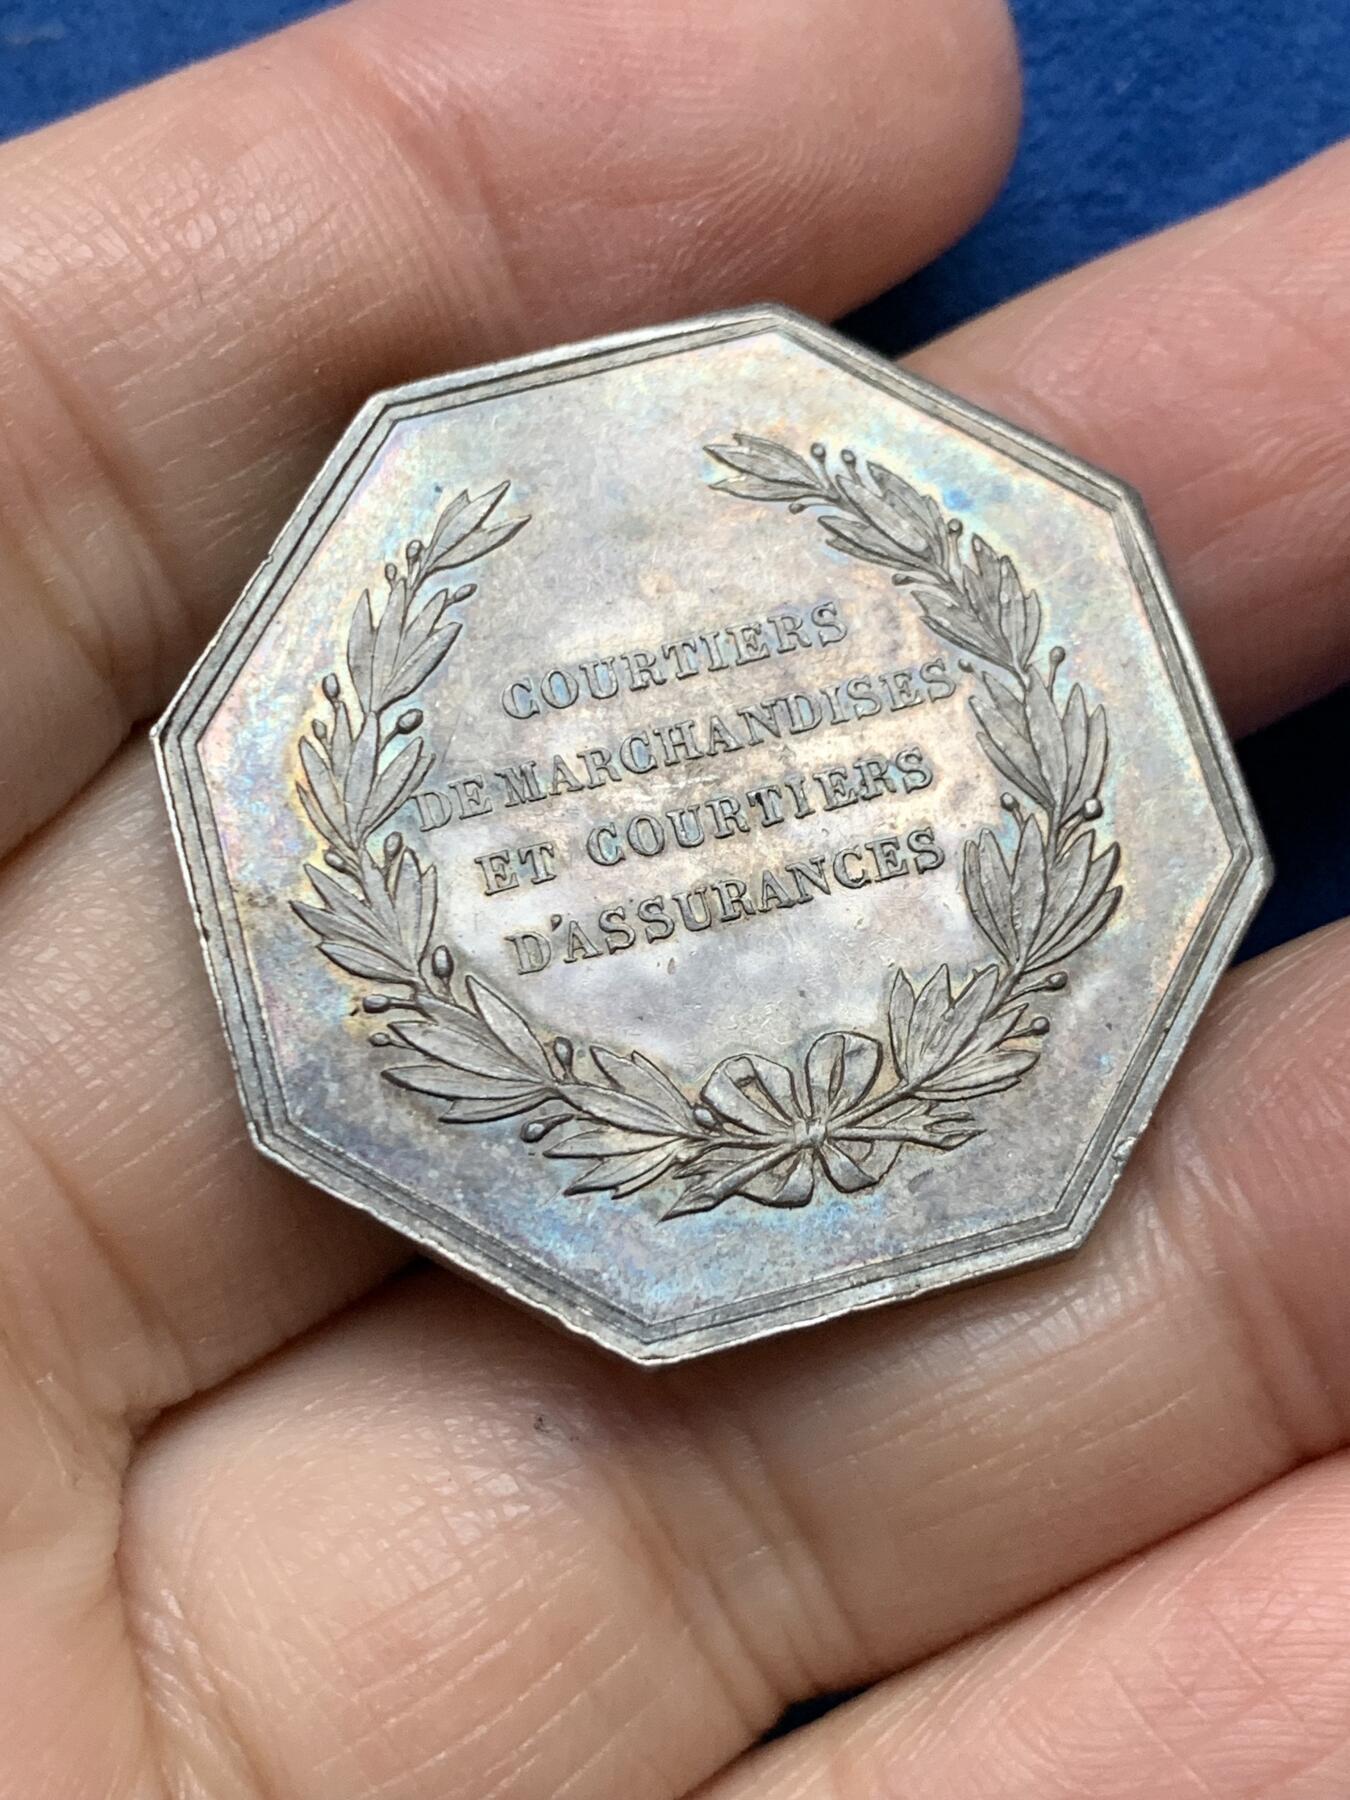 COURTIERS
DE MARCHANDISES
ET COURTIERS
D'ASSURANCES